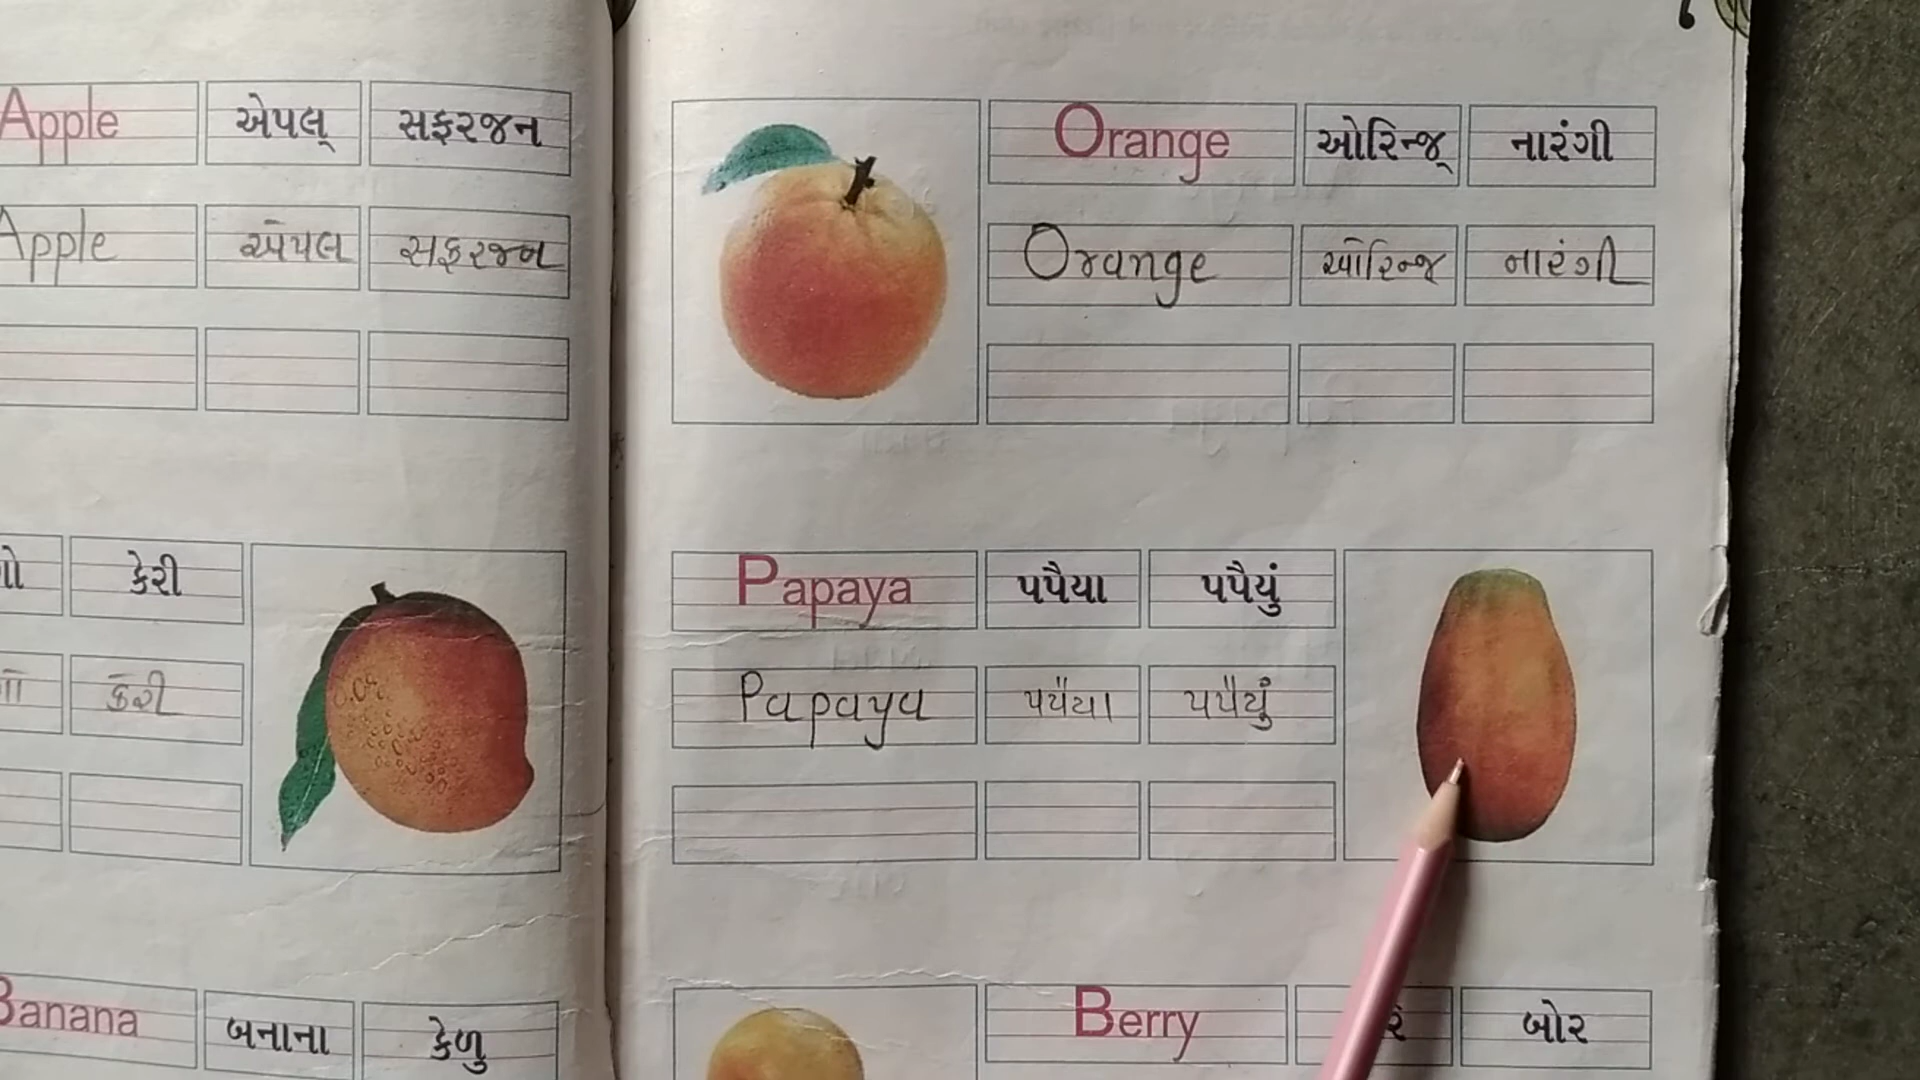 Apple એપલ્ સફરજન
Apple એપલ સફરજન
કેરી
કેરી
Banana બનાના કેળુ
Orange ઓરિન્જ્ નારંગી
Orange ઓરિન્જ નારંગી
Papaya પપૈયા પપૈયું
Papaya પપૈયા પપૈયું
Berry બોર